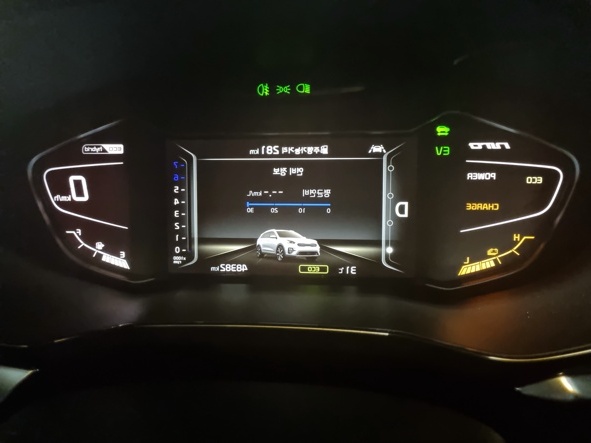 niro
EV
ECO
POWER
CHARGE
H
주행가능거리 281 km
연비 정보
평균연비 --.- km/L
0 10 20 30
D
31℃ ECO 48382 km
7
6
5
4
3
2
1
0
x1000
rpm
ECO hybrid
0 km/h
F
E